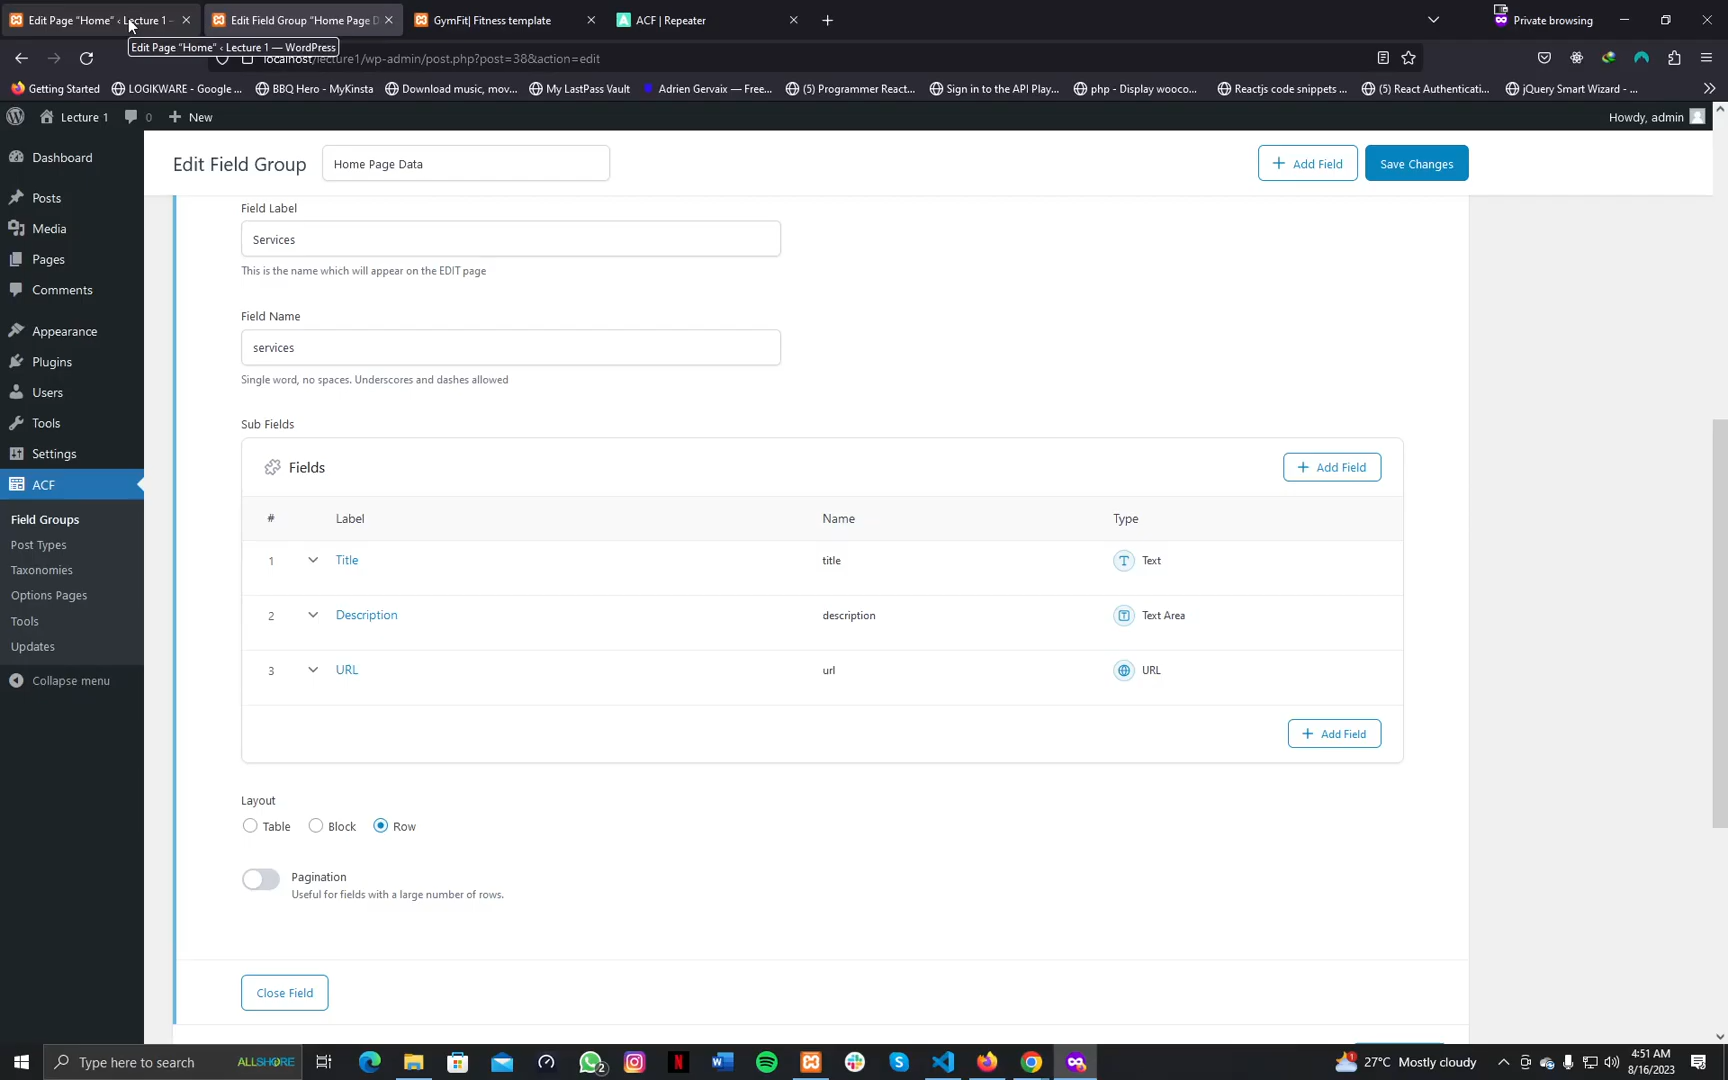 Edit Page “Home” ‹ Lecture 1 -
Edit Field Group “Home Page D
GymFit| Fitness template
ACF | Repeater
Private browsing
Edit Page “Home” ‹ Lecture 1 — WordPress
localhost/lecture1/wp-admin/post.php?post=38&action=edit
Getting Started
LOGIKWARE - Google ...
BBQ Hero - MyKinsta
Download music, mov...
My LastPass Vault
Adrien Gervaix — Free...
(5) Programmer React...
Sign in to the API Play...
php - Display wooco...
Reactjs code snippets ...
(5) React Authenticati...
jQuery Smart Wizard - ...
Lecture 1
0
New
Howdy, admin
Dashboard
Posts
Media
Pages
Comments
Appearance
Plugins
Users
Tools
Settings
ACF
Field Groups
Post Types
Taxonomies
Options Pages
Tools
Updates
Collapse menu
Edit Field Group
Home Page Data
Add Field
Save Changes
Field Label
Services
This is the name which will appear on the EDIT page
Field Name
services
Single word, no spaces. Underscores and dashes allowed
Sub Fields
Fields
Add Field
# Label Name Type
1 Title title Text
2 Description description Text Area
3 URL url URL
Add Field
Layout
Table Block Row
Pagination
Useful for fields with a large number of rows.
Close Field
Type here to search
ALLSHORE
2
1
27°C Mostly cloudy
4:51 AM
8/16/2023